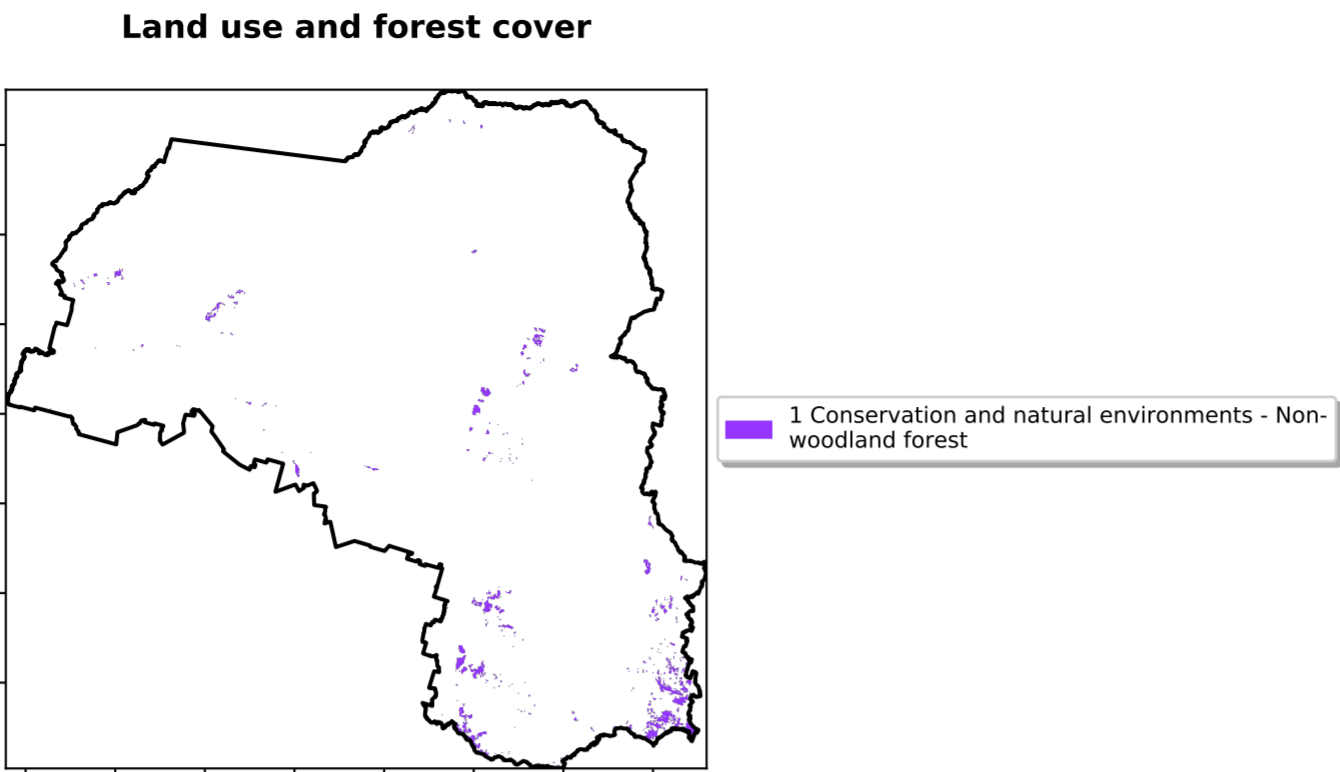 Land use and forest cover
1 Conservation and natural environments - Non-
woodland forest